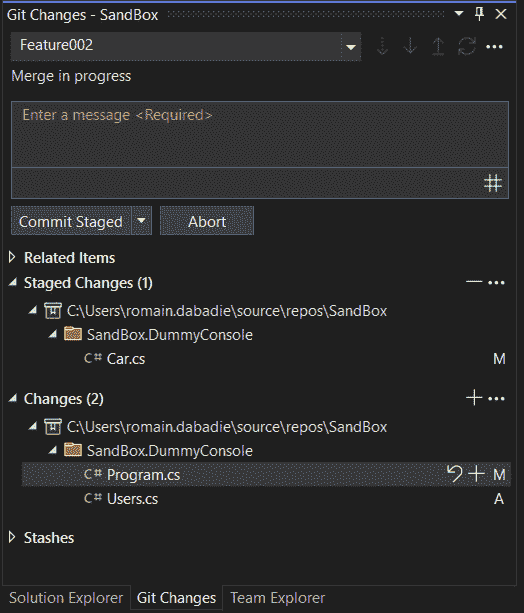 Git Changes - SandBox
Feature002
Merge in progress
Enter a message <Required>
Commit Staged
Abort
Related Items
Staged Changes (1)
C:\Users\romain.dabadie\source\repos\SandBox
SandBox.DummyConsole
C# Car.cs M
Changes (2)
C:\Users\romain.dabadie\source\repos\SandBox
SandBox.DummyConsole
C# Program.cs M
C# Users.cs A
Stashes
Solution Explorer Git Changes Team Explorer